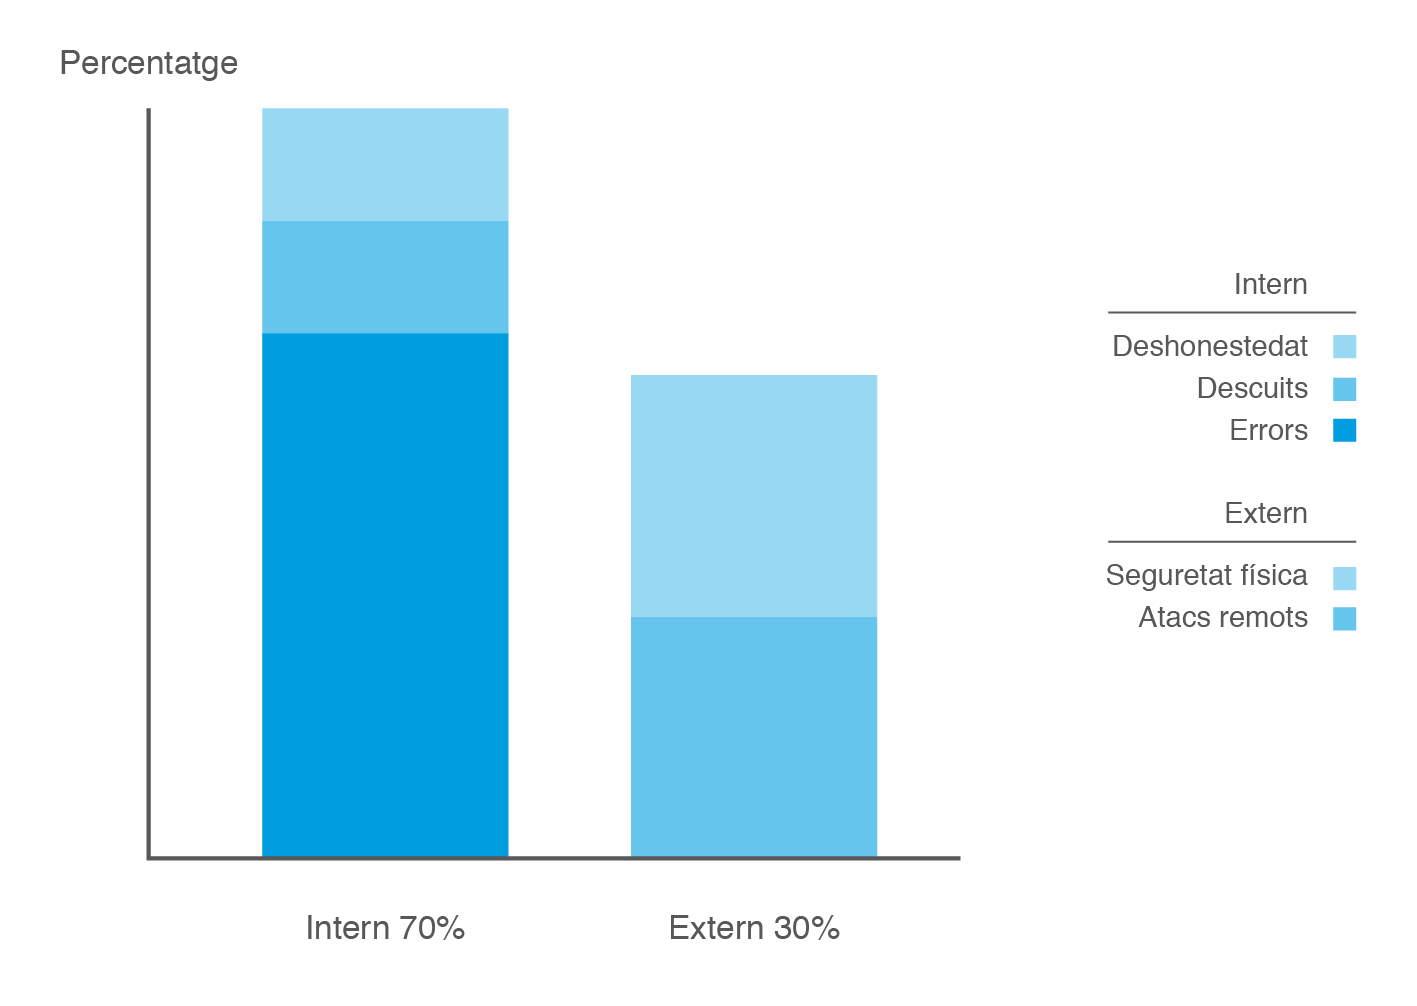 Percentatge
Intern
Deshonestedat
Descuits
Errors
Extern
Seguretat física
Atacs remots
Intern 70%
Extern 30%